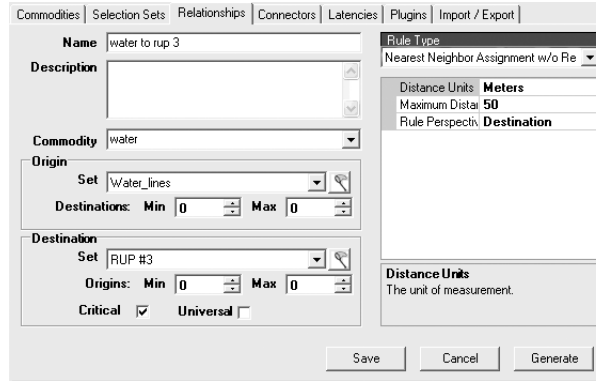 Commodities Selection Sets Relationships Connectors Latencies Plugins Import / Export
Name water to rup 3
Description
Commodity water
Origin
Set Water_lines
Destinations: Min 0 Max 0
Destination
Set RUP #3
Origins: Min 0 Max 0
Critical Universal
Rule Type
Nearest Neighbor Assignment w/o Re
Distance Units Meters
Maximum Distar 50
Rule Perspectiv Destination
Distance Units
The unit of measurement.
Save Cancel Generate